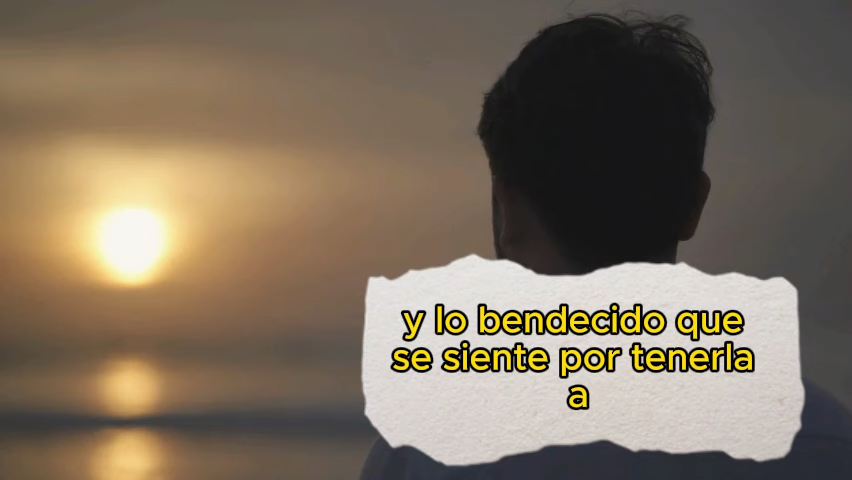 y lo bendecido que
se siente por tenerla
a